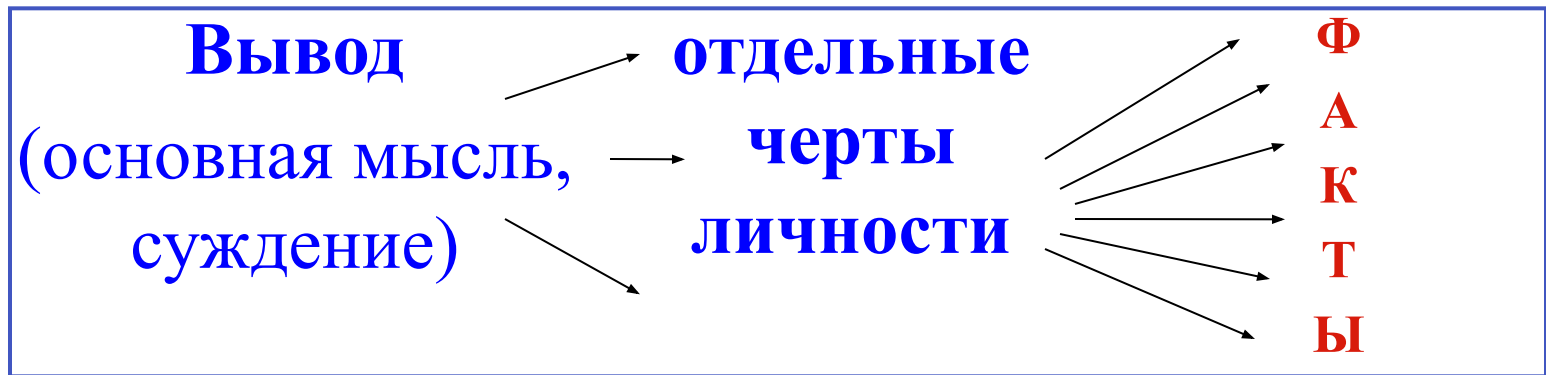 Вывод
(основная мысль,
суждение)
отдельные
черты
личности
Ф
А
К
Т
Ы